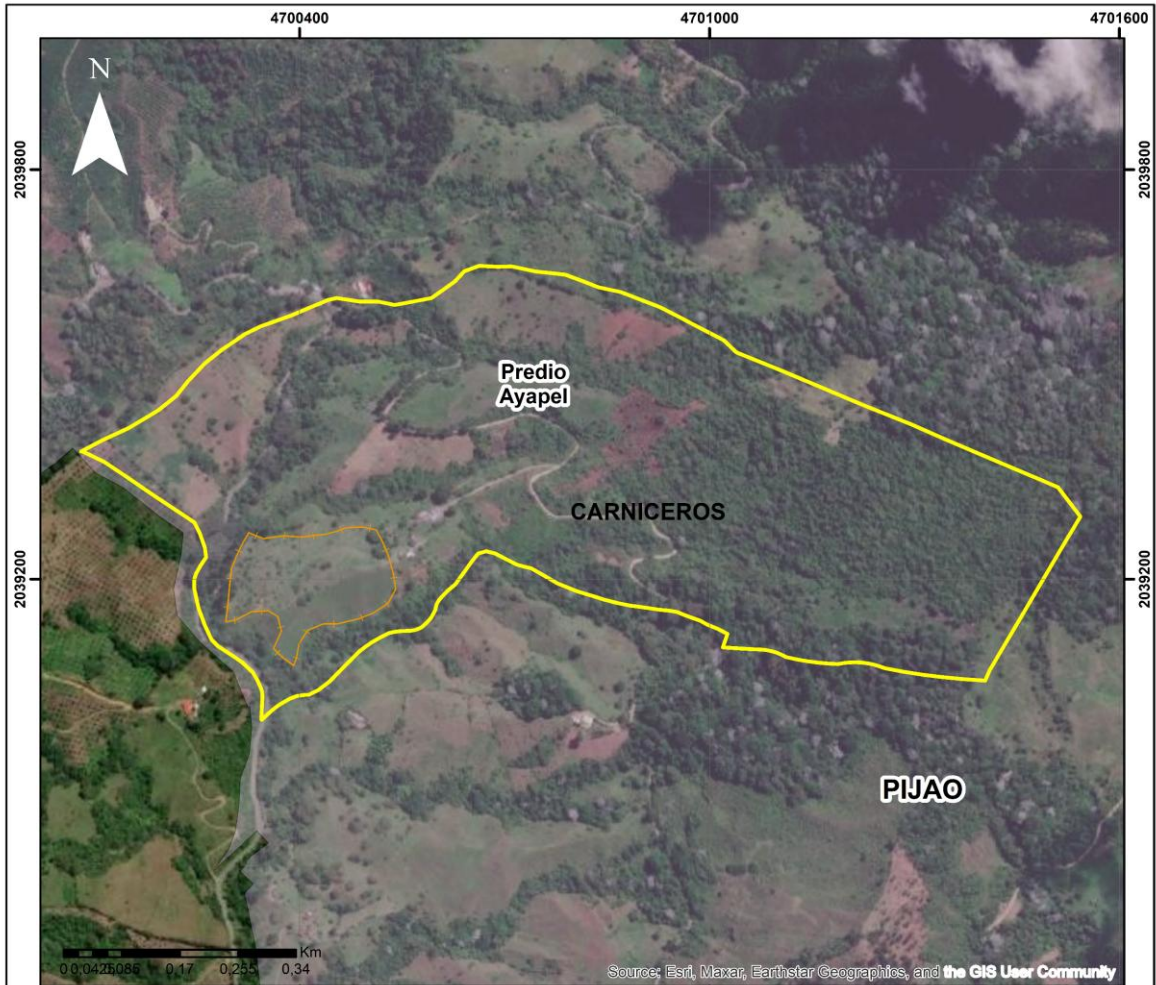 4700400 4701000 4701600
N
2039800 2039800
Predio
Ayapel
CARNICEROS
2039200 2039200
PIJAO
Km
0 0,0425 0,085 0,17 0,255 0,34
Source: Esri, Maxar, Earthstar Geographics, and the GIS User Community